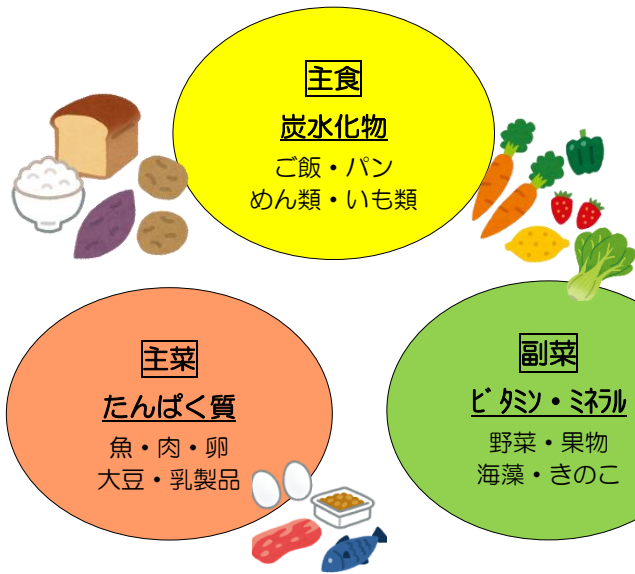 主食
炭水化物
ご飯・パン
めん類・いも類
主菜
たんぱく質
魚・肉・卵
大豆・乳製品
副菜
ﾋﾞﾀﾐﾝ・ﾐﾈﾗﾙ
野菜・果物
海藻・きのこ